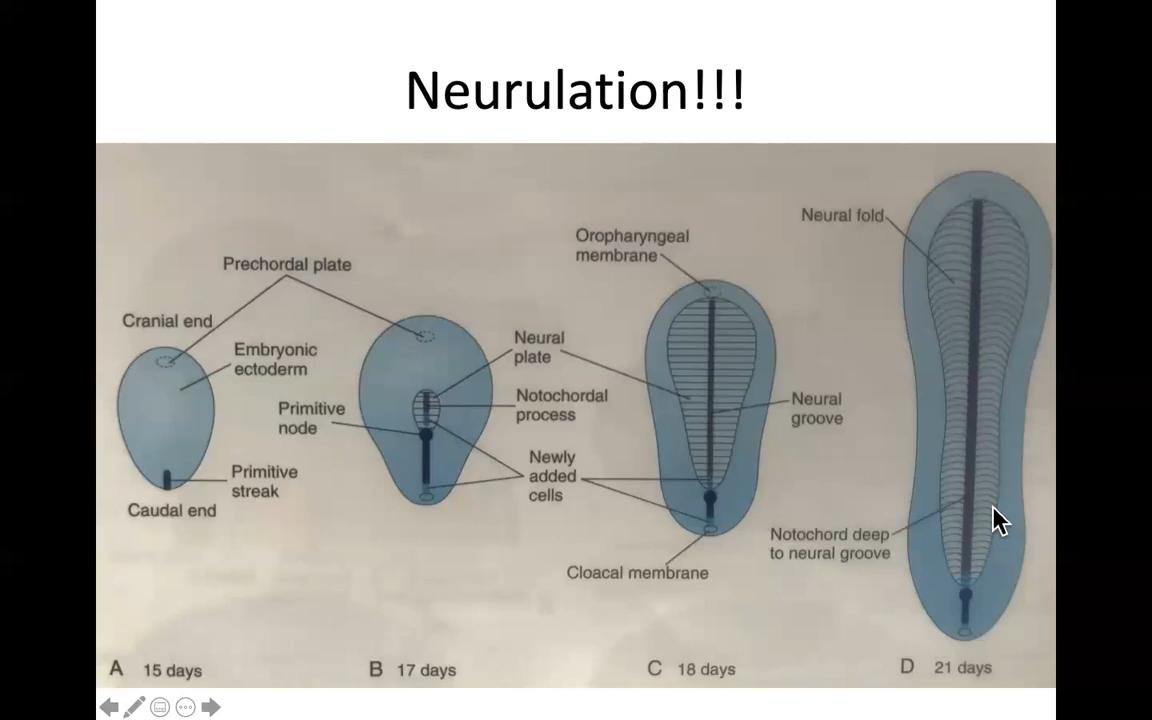 Neurulation!!!
Prechordal plate
Cranial end
Embryonic
ectoderm
Primitive
node
Primitive
streak
Caudal end
Neural
plate
Notochordal
process
Newly
added
cells
Oropharyngeal
membrane
Neural
groove
Cloacal membrane
Neural fold
Notochord deep
to neural groove
A 15 days
B 17 days
C 18 days
D 21 days